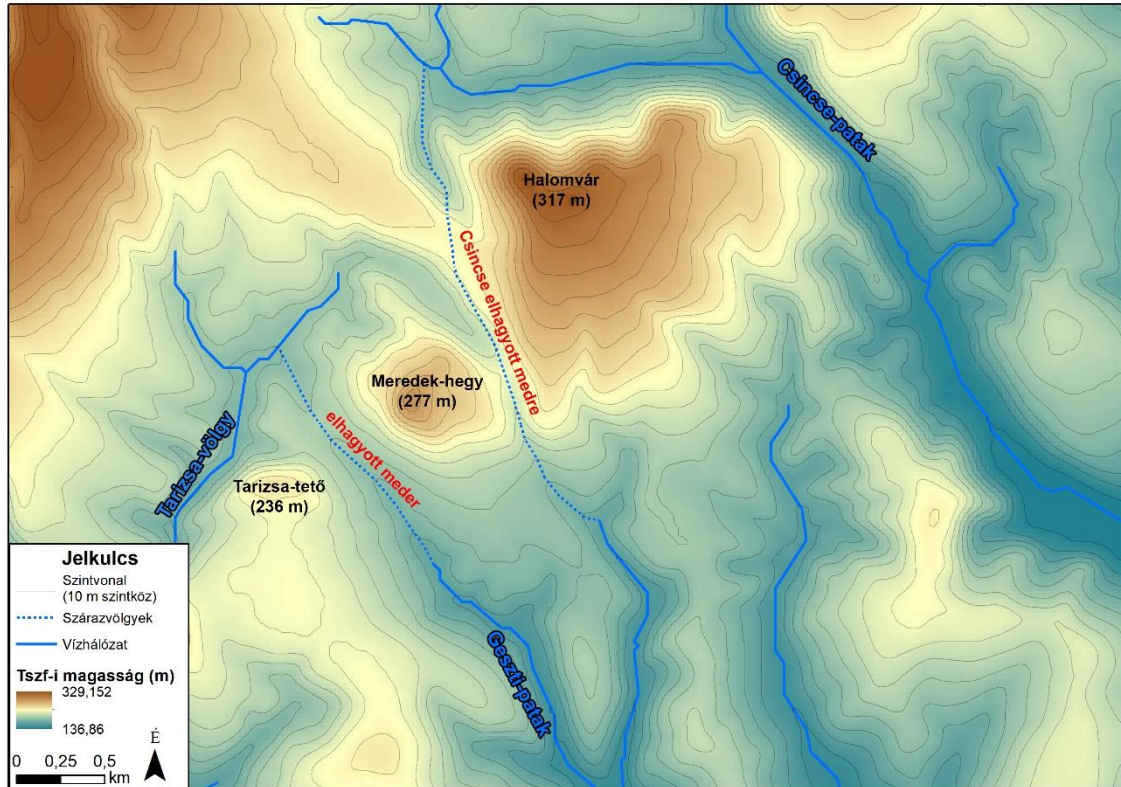 Csincse-patak
Halomvár
(317 m)
Csincse elhagyott medre
Meredek-hegy
(277 m)
elhagyott meder
Tarizsa-völgy
Tarizsa-tető
(236 m)
Geszti-patak
Jelkulcs
Szintvonal
(10 m szintköz)
Szárazvölgyek
Vízhálózat
Tszf-i magasság (m)
329,152
136,86
É
0 0,25 0,5
km